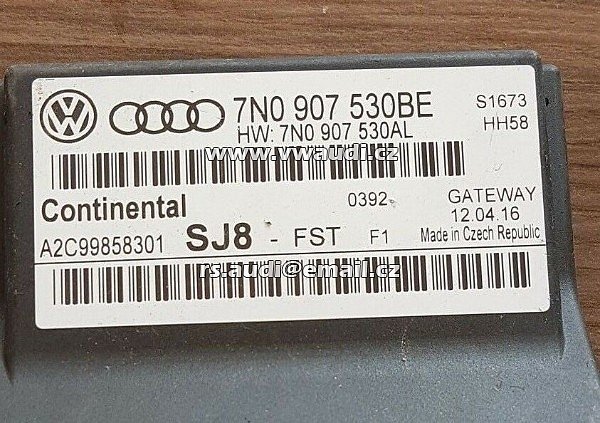 7N0 907 530BE S1673
HW: 7N0 907 530AL HH58
www.vwaudi.cz
Continental 0392 GATEWAY
12.04.16
A2C99858301 SJ8 - FST F1 Made in Czech Republic
rs.audi@email.cz